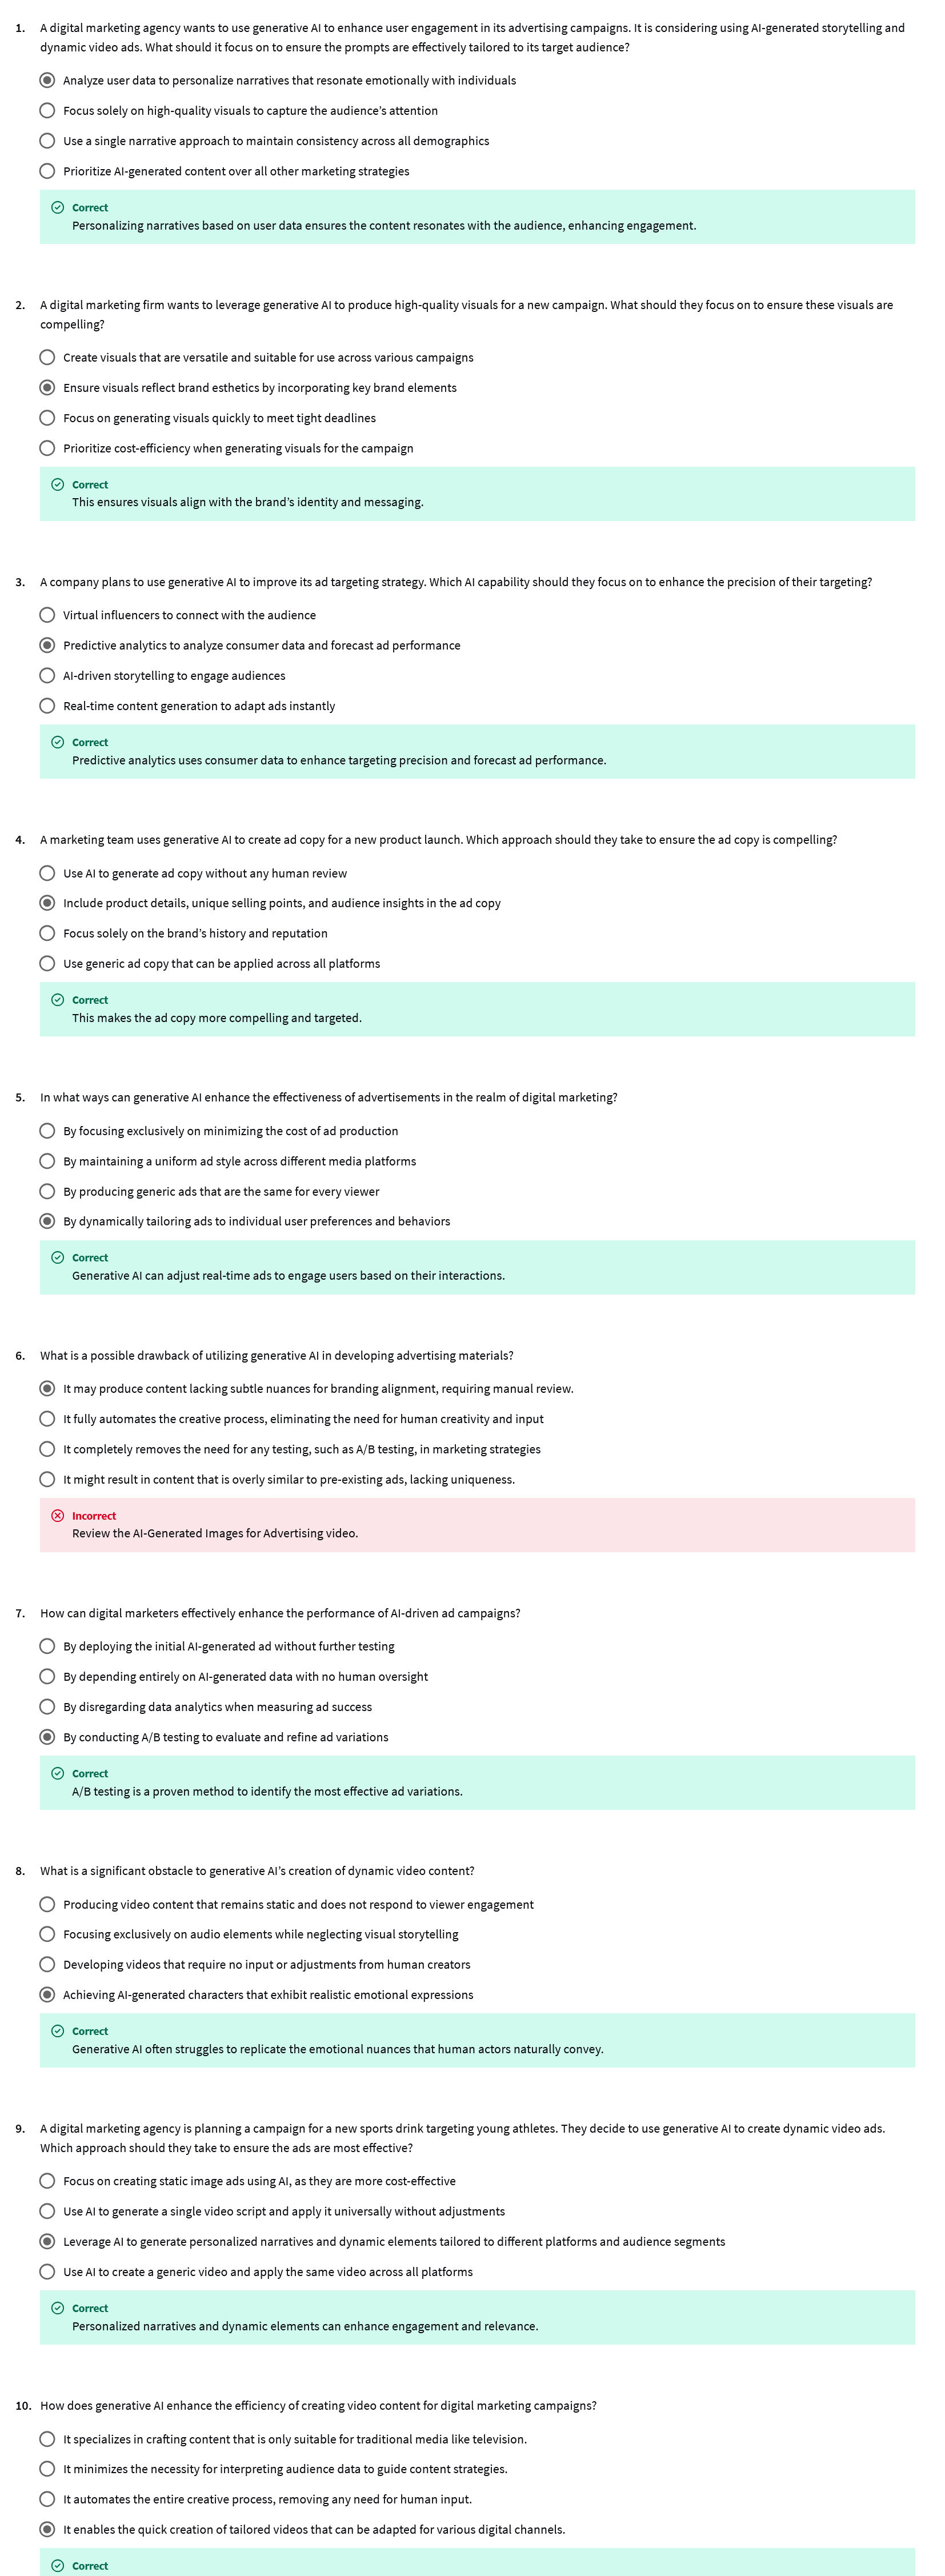 1. A digital marketing agency wants to use generative AI to enhance user engagement in its advertising campaigns. It is considering using AI-generated storytelling and
dynamic video ads. What should it focus on to ensure the prompts are effectively tailored to its target audience?
Analyze user data to personalize narratives that resonate emotionally with individuals
Focus solely on high-quality visuals to capture the audience’s attention
Use a single narrative approach to maintain consistency across all demographics
Prioritize AI-generated content over all other marketing strategies
Correct
Personalizing narratives based on user data ensures the content resonates with the audience, enhancing engagement.
2. A digital marketing firm wants to leverage generative AI to produce high-quality visuals for a new campaign. What should they focus on to ensure these visuals are
compelling?
Create visuals that are versatile and suitable for use across various campaigns
Ensure visuals reflect brand esthetics by incorporating key brand elements
Focus on generating visuals quickly to meet tight deadlines
Prioritize cost-efficiency when generating visuals for the campaign
Correct
This ensures visuals align with the brand’s identity and messaging.
3. A company plans to use generative AI to improve its ad targeting strategy. Which AI capability should they focus on to enhance the precision of their targeting?
Virtual influencers to connect with the audience
Predictive analytics to analyze consumer data and forecast ad performance
AI-driven storytelling to engage audiences
Real-time content generation to adapt ads instantly
Correct
Predictive analytics uses consumer data to enhance targeting precision and forecast ad performance.
4. A marketing team uses generative AI to create ad copy for a new product launch. Which approach should they take to ensure the ad copy is compelling?
Use AI to generate ad copy without any human review
Include product details, unique selling points, and audience insights in the ad copy
Focus solely on the brand’s history and reputation
Use generic ad copy that can be applied across all platforms
Correct
This makes the ad copy more compelling and targeted.
5. In what ways can generative AI enhance the effectiveness of advertisements in the realm of digital marketing?
By focusing exclusively on minimizing the cost of ad production
By maintaining a uniform ad style across different media platforms
By producing generic ads that are the same for every viewer
By dynamically tailoring ads to individual user preferences and behaviors
Correct
Generative AI can adjust real-time ads to engage users based on their interactions.
6. What is a possible drawback of utilizing generative AI in developing advertising materials?
It may produce content lacking subtle nuances for branding alignment, requiring manual review.
It fully automates the creative process, eliminating the need for human creativity and input
It completely removes the need for any testing, such as A/B testing, in marketing strategies
It might result in content that is overly similar to pre-existing ads, lacking uniqueness.
Incorrect
Review the AI-Generated Images for Advertising video.
7. How can digital marketers effectively enhance the performance of AI-driven ad campaigns?
By deploying the initial AI-generated ad without further testing
By depending entirely on AI-generated data with no human oversight
By disregarding data analytics when measuring ad success
By conducting A/B testing to evaluate and refine ad variations
Correct
A/B testing is a proven method to identify the most effective ad variations.
8. What is a significant obstacle to generative AI’s creation of dynamic video content?
Producing video content that remains static and does not respond to viewer engagement
Focusing exclusively on audio elements while neglecting visual storytelling
Developing videos that require no input or adjustments from human creators
Achieving AI-generated characters that exhibit realistic emotional expressions
Correct
Generative AI often struggles to replicate the emotional nuances that human actors naturally convey.
9. A digital marketing agency is planning a campaign for a new sports drink targeting young athletes. They decide to use generative AI to create dynamic video ads.
Which approach should they take to ensure the ads are most effective?
Focus on creating static image ads using AI, as they are more cost-effective
Use AI to generate a single video script and apply it universally without adjustments
Leverage AI to generate personalized narratives and dynamic elements tailored to different platforms and audience segments
Use AI to create a generic video and apply the same video across all platforms
Correct
Personalized narratives and dynamic elements can enhance engagement and relevance.
10. How does generative AI enhance the efficiency of creating video content for digital marketing campaigns?
It specializes in crafting content that is only suitable for traditional media like television.
It minimizes the necessity for interpreting audience data to guide content strategies.
It automates the entire creative process, removing any need for human input.
It enables the quick creation of tailored videos that can be adapted for various digital channels.
Correct